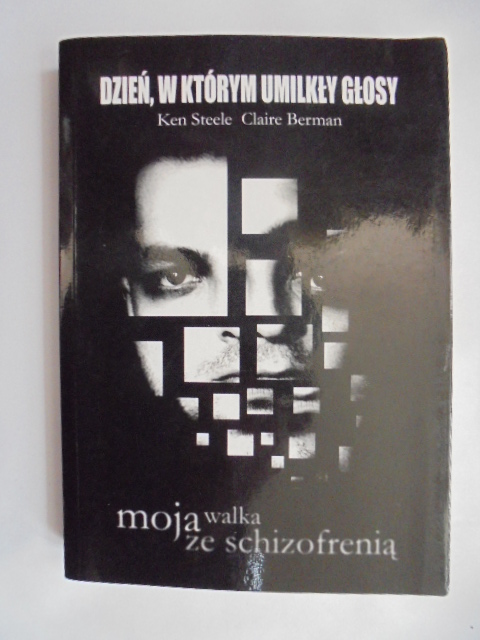 DZIEŃ, W KTÓRYM UMILKŁY GŁOSY
Ken Steele Claire Berman
moja walka
ze schizofrenią